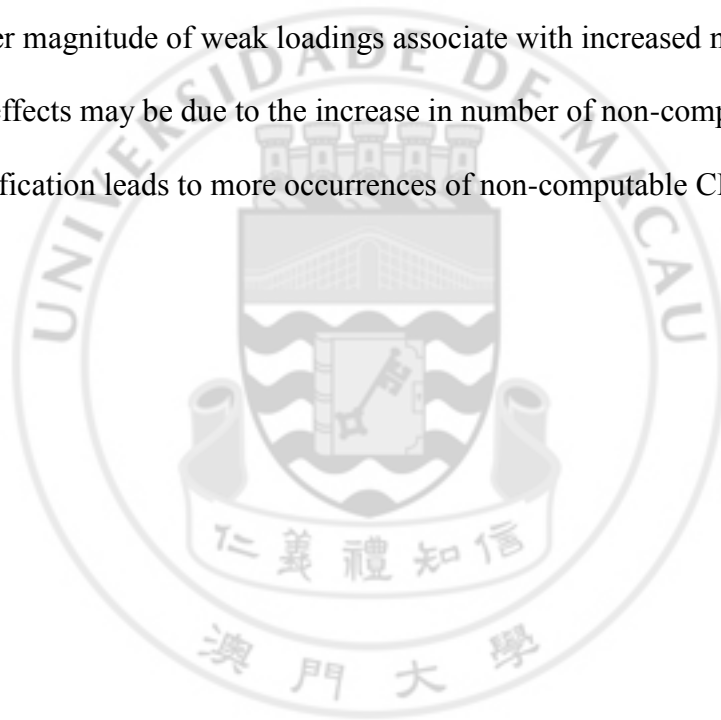 er magnitude of weak loadings associate with increased n
effects may be due to the increase in number of non-comp
ification leads to more occurrences of non-computable CI
UNIVERSIDADE DE MACAU
仁義禮知信
澳門大學